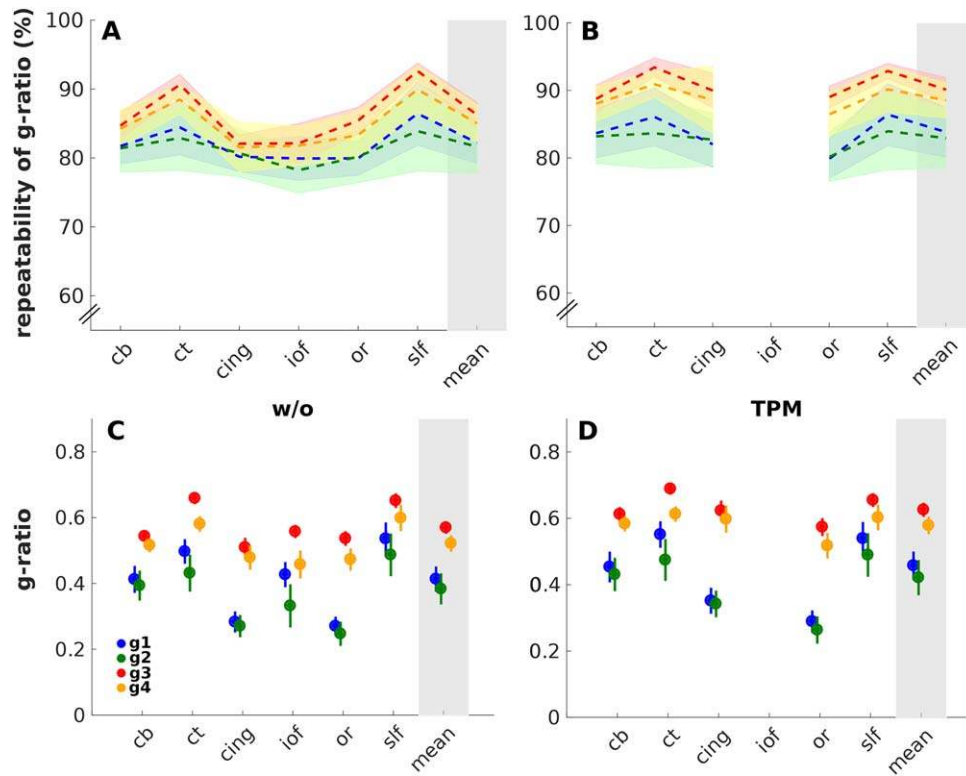 repeatability of g-ratio (%)
100
90
80
70
60
A
cb
ct
cing
iof
or
slf
mean
100
90
80
70
60
B
cb
ct
cing
iof
or
slf
mean
w/o
g-ratio
0.8
0.6
0.4
0.2
0
C
g1
g2
g3
g4
cb
ct
cing
iof
or
slf
mean
TPM
0.8
0.6
0.4
0.2
0
D
cb
ct
cing
iof
or
slf
mean